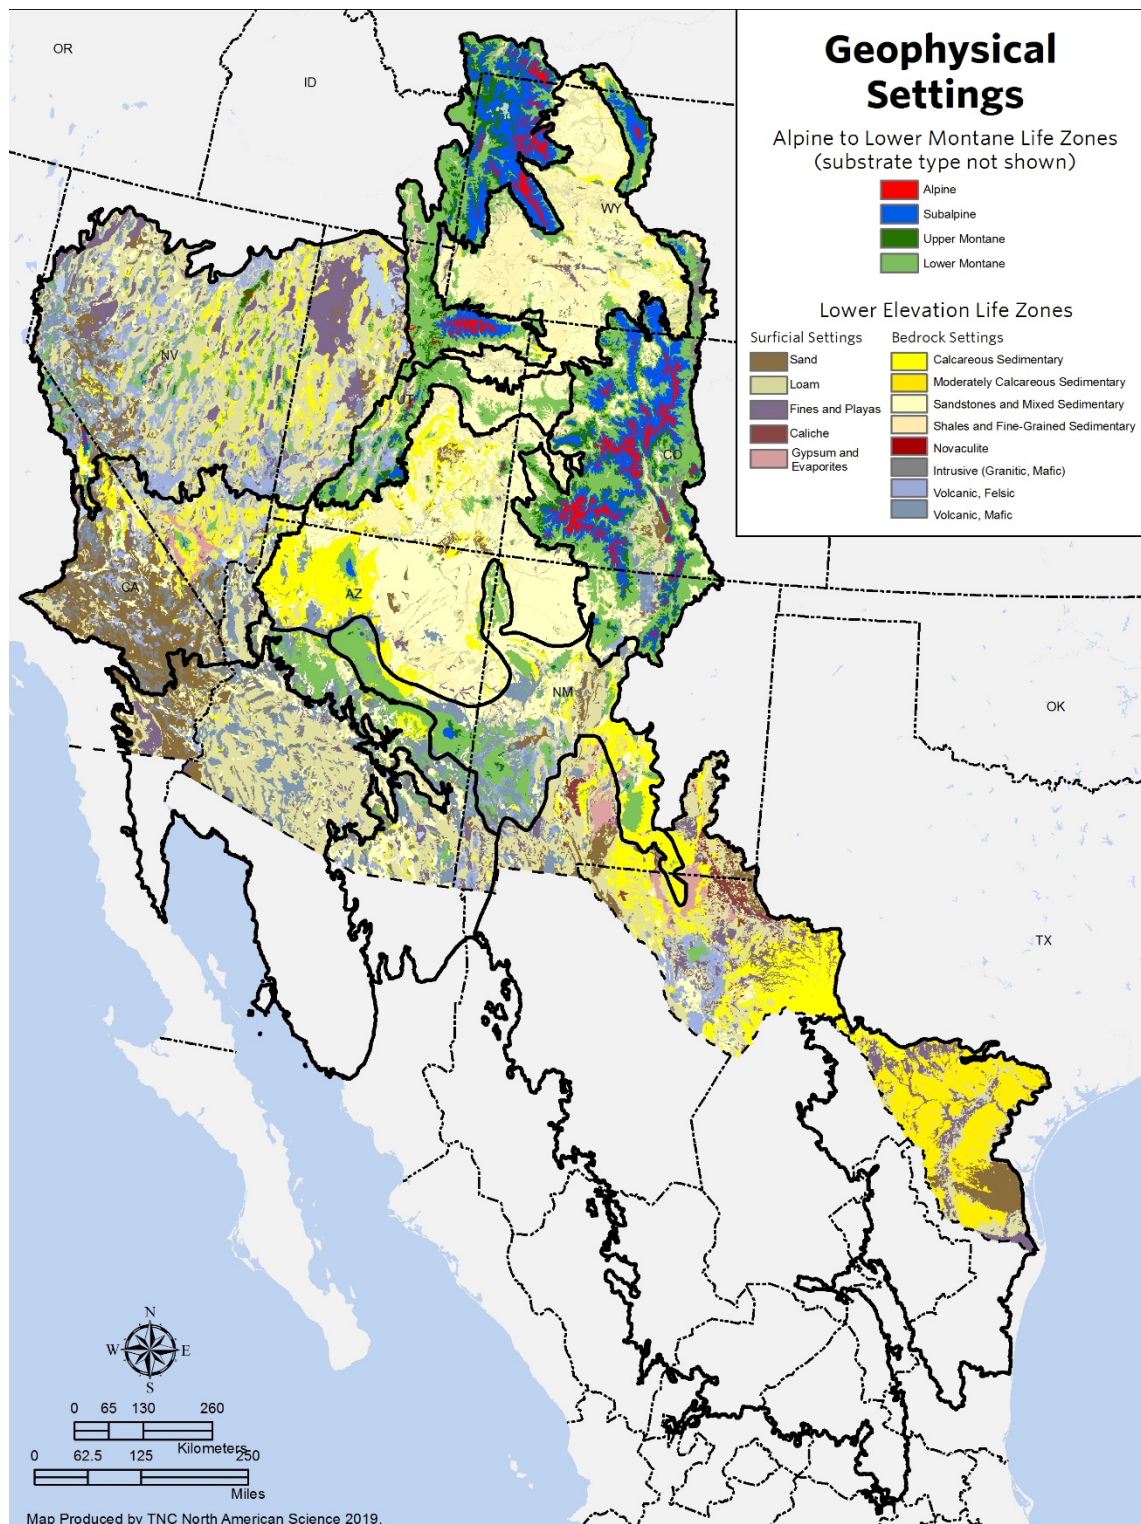 Geophysical
Settings
Alpine to Lower Montane Life Zones
(substrate type not shown)
Alpine
Subalpine
Upper Montane
Lower Montane
Lower Elevation Life Zones
Surficial Settings
Sand
Loam
Fines and Playas
Caliche
Gypsum and
Evaporites
Bedrock Settings
Calcareous Sedimentary
Moderately Calcareous Sedimentary
Sandstones and Mixed Sedimentary
Shales and Fine-Grained Sedimentary
Novaculite
Intrusive (Granitic, Mafic)
Volcanic, Felsic
Volcanic, Mafic
OR
ID
WY
NV
UT
CO
CA
AZ
NM
OK
TX
N
W E
S
0 65 130 260
Kilometers
0 62.5 125 250
Miles
Map Produced by TNC North American Science 2019.